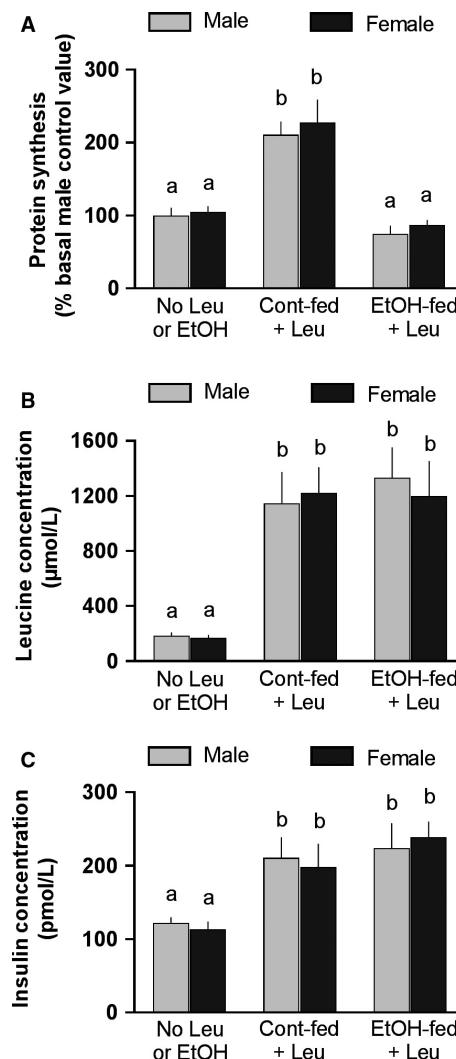 A
Male
Female
Protein synthesis
(% basal male control value)
300
200
100
0
a
a
b
b
a
a
No Leu
or EtOH
Cont-fed
+ Leu
EtOH-fed
+ Leu
B
Male
Female
Leucine concentration
(µmol/L)
1600
1200
800
400
0
a
a
b
b
b
b
No Leu
or EtOH
Cont-fed
+ Leu
EtOH-fed
+ Leu
C
Male
Female
Insulin concentration
(pmol/L)
300
200
100
0
a
a
b
b
b
b
No Leu
or EtOH
Cont-fed
+ Leu
EtOH-fed
+ Leu